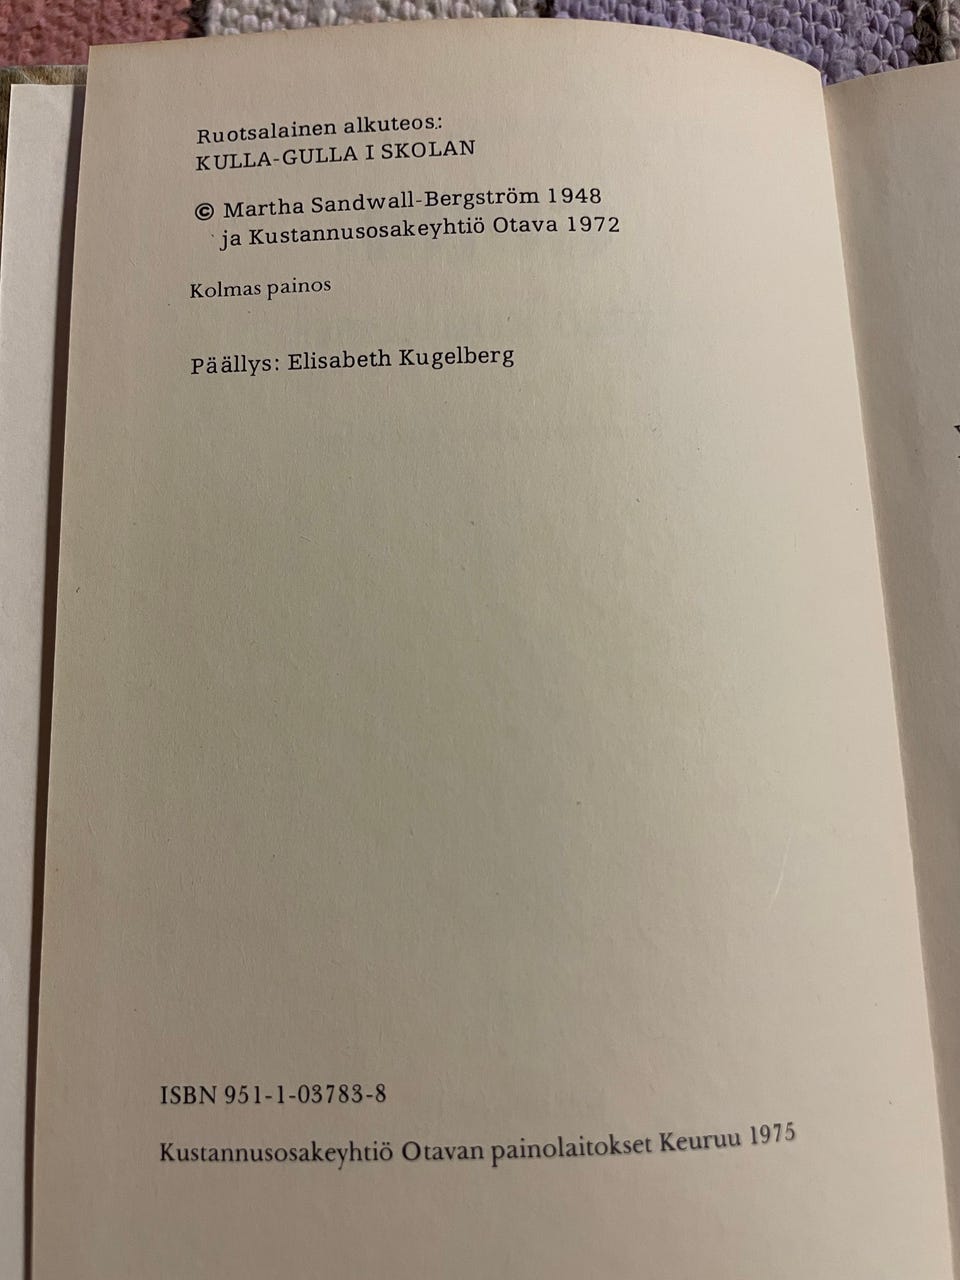 Ruotsalainen alkuteos:
KULLA-GULLA I SKOLAN
© Martha Sandwall-Bergström 1948
ja Kustannusosakeyhtiö Otava 1972
Kolmas painos
Päällys: Elisabeth Kugelberg
ISBN 951-1-03783-8
Kustannusosakeyhtiö Otavan painolaitokset Keuruu 1975